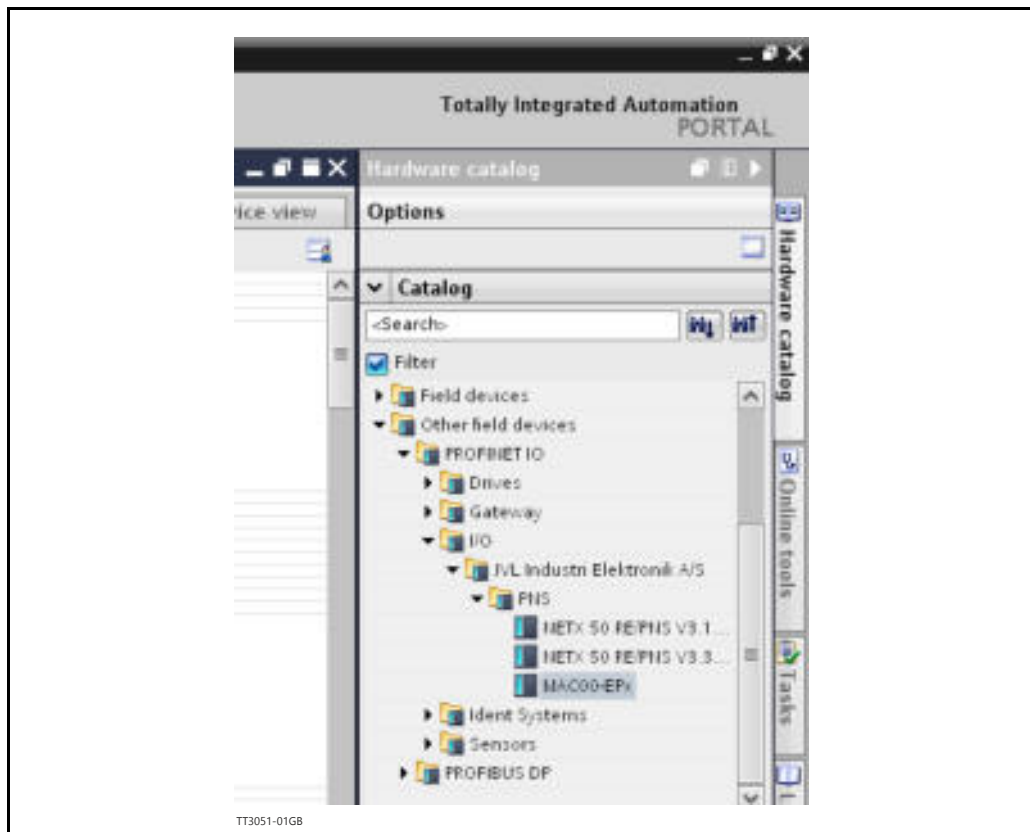 Totally Integrated Automation
PORTAL
Hardware catalog
ice view
Options
Catalog
<Search>
Filter
Field devices
Other field devices
PROFINET IO
Drives
Gateway
I/O
JVL Industri Elektronik A/S
PNS
NETX 50 RE/PNS V3.1...
NETX 50 RE/PNS V3.3...
MAC00-EPx
Ident Systems
Sensors
PROFIBUS DP
Hardware catalog
Online tools
Tasks
TT3051-01GB